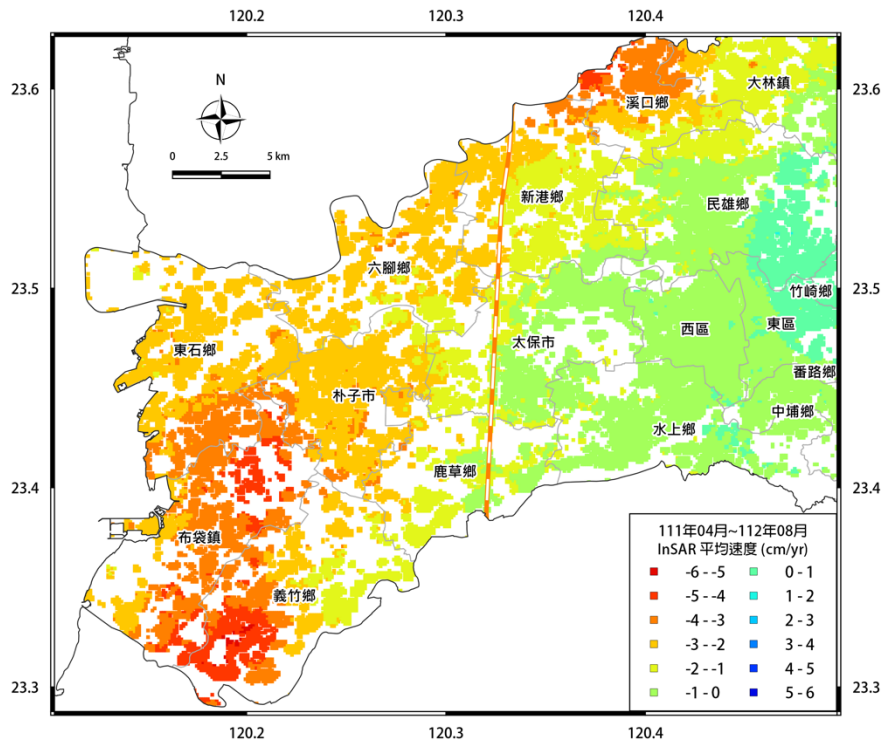 120.2 120.3 120.4
23.6 23.6
N
0 2.5 5 km
大林鎮
溪口鄉
新港鄉
民雄鄉
六腳鄉
23.5 23.5
竹崎鄉
東石鄉
太保市
西區
東區
番路鄉
朴子市
中埔鄉
水上鄉
鹿草鄉
23.4 23.4
布袋鎮
義竹鄉
111年04月~112年08月
InSAR 平均速度 (cm/yr)
-6 - -5 0 - 1
-5 - -4 1 - 2
-4 - -3 2 - 3
-3 - -2 3 - 4
-2 - -1 4 - 5
-1 - 0 5 - 6
23.3 23.3
120.2 120.3 120.4